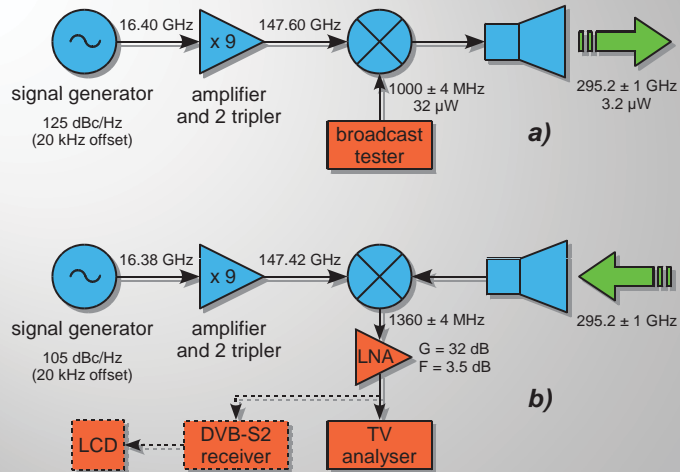 16.40 GHz
x 9
147.60 GHz
signal generator
125 dBc/Hz
(20 kHz offset)
amplifier
and 2 tripler
1000 ± 4 MHz
32 µW
broadcast
tester
295.2 ± 1 GHz
3.2 µW
a)
16.38 GHz
x 9
147.42 GHz
signal generator
105 dBc/Hz
(20 kHz offset)
amplifier
and 2 tripler
1360 ± 4 MHz
295.2 ± 1 GHz
LNA
G = 32 dB
F = 3.5 dB
b)
LCD
DVB-S2
receiver
TV
analyser